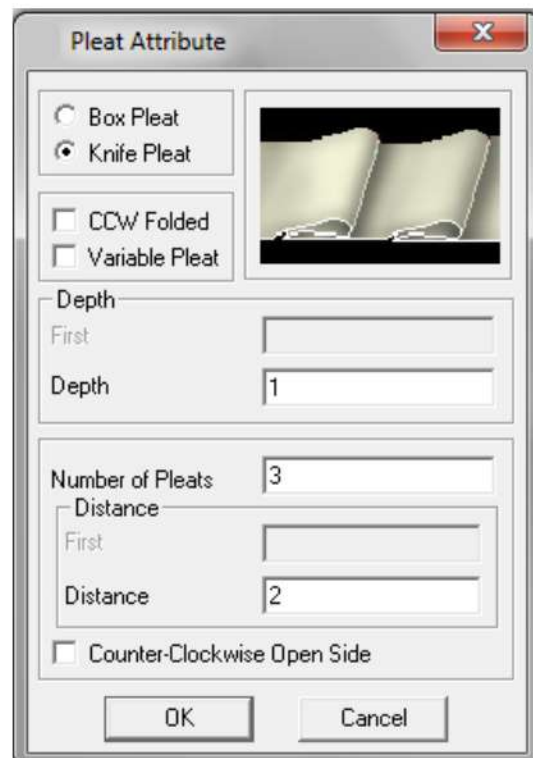 Pleat Attribute
Box Pleat
Knife Pleat
CCW Folded
Variable Pleat
Depth
First
Depth
1
Number of Pleats
3
Distance
First
Distance
2
Counter-Clockwise Open Side
OK
Cancel